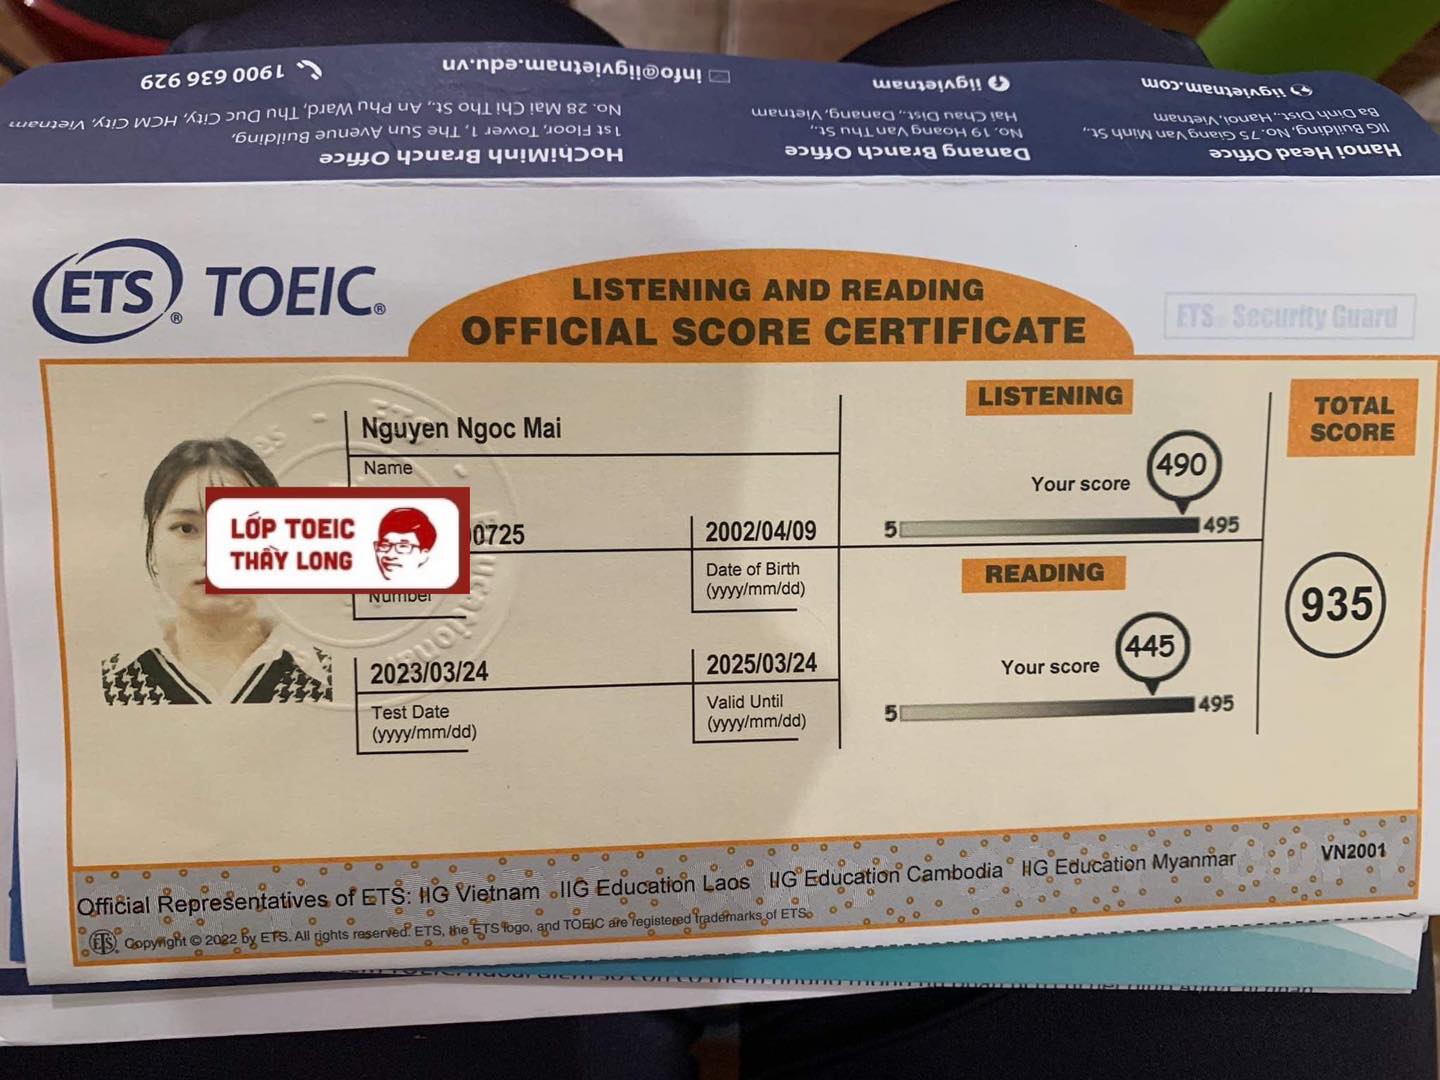 Hanoi Head Office
IIG Building, No.75 Giang Van Minh St.,
Ba Dinh Dist., Hanoi, Vietnam
iigvietnam.com
Danang Branch Office
No. 19 Hoang Van Thu St.,
Hai Chau Dist., Danang, Vietnam
iigvietnam
HoChiMinh Branch Office
1st Floor, Tower 1, The Sun Avenue Building,
No. 28 Mai Chi Tho St., An Phu Ward, Thu Duc City, HCM City, Vietnam
info@iigvietnam.edu.vn
1900 636 929
ETS® TOEIC®
LISTENING AND READING
OFFICIAL SCORE CERTIFICATE
ETS® Security Guard
Nguyen Ngoc Mai
Name
LỚP TOEIC
THẦY LONG
00725
Number
2002/04/09
Date of Birth
(yyyy/mm/dd)
2023/03/24
Test Date
(yyyy/mm/dd)
2025/03/24
Valid Until
(yyyy/mm/dd)
LISTENING
Your score 490
5 495
READING
Your score 445
5 495
TOTAL
SCORE
935
Official Representatives of ETS: IIG Vietnam IIG Education Laos IIG Education Cambodia IIG Education Myanmar
VN2001
ETS Copyright © 2022 by ETS. All rights reserved. ETS, the ETS logo, and TOEIC are registered trademarks of ETS.